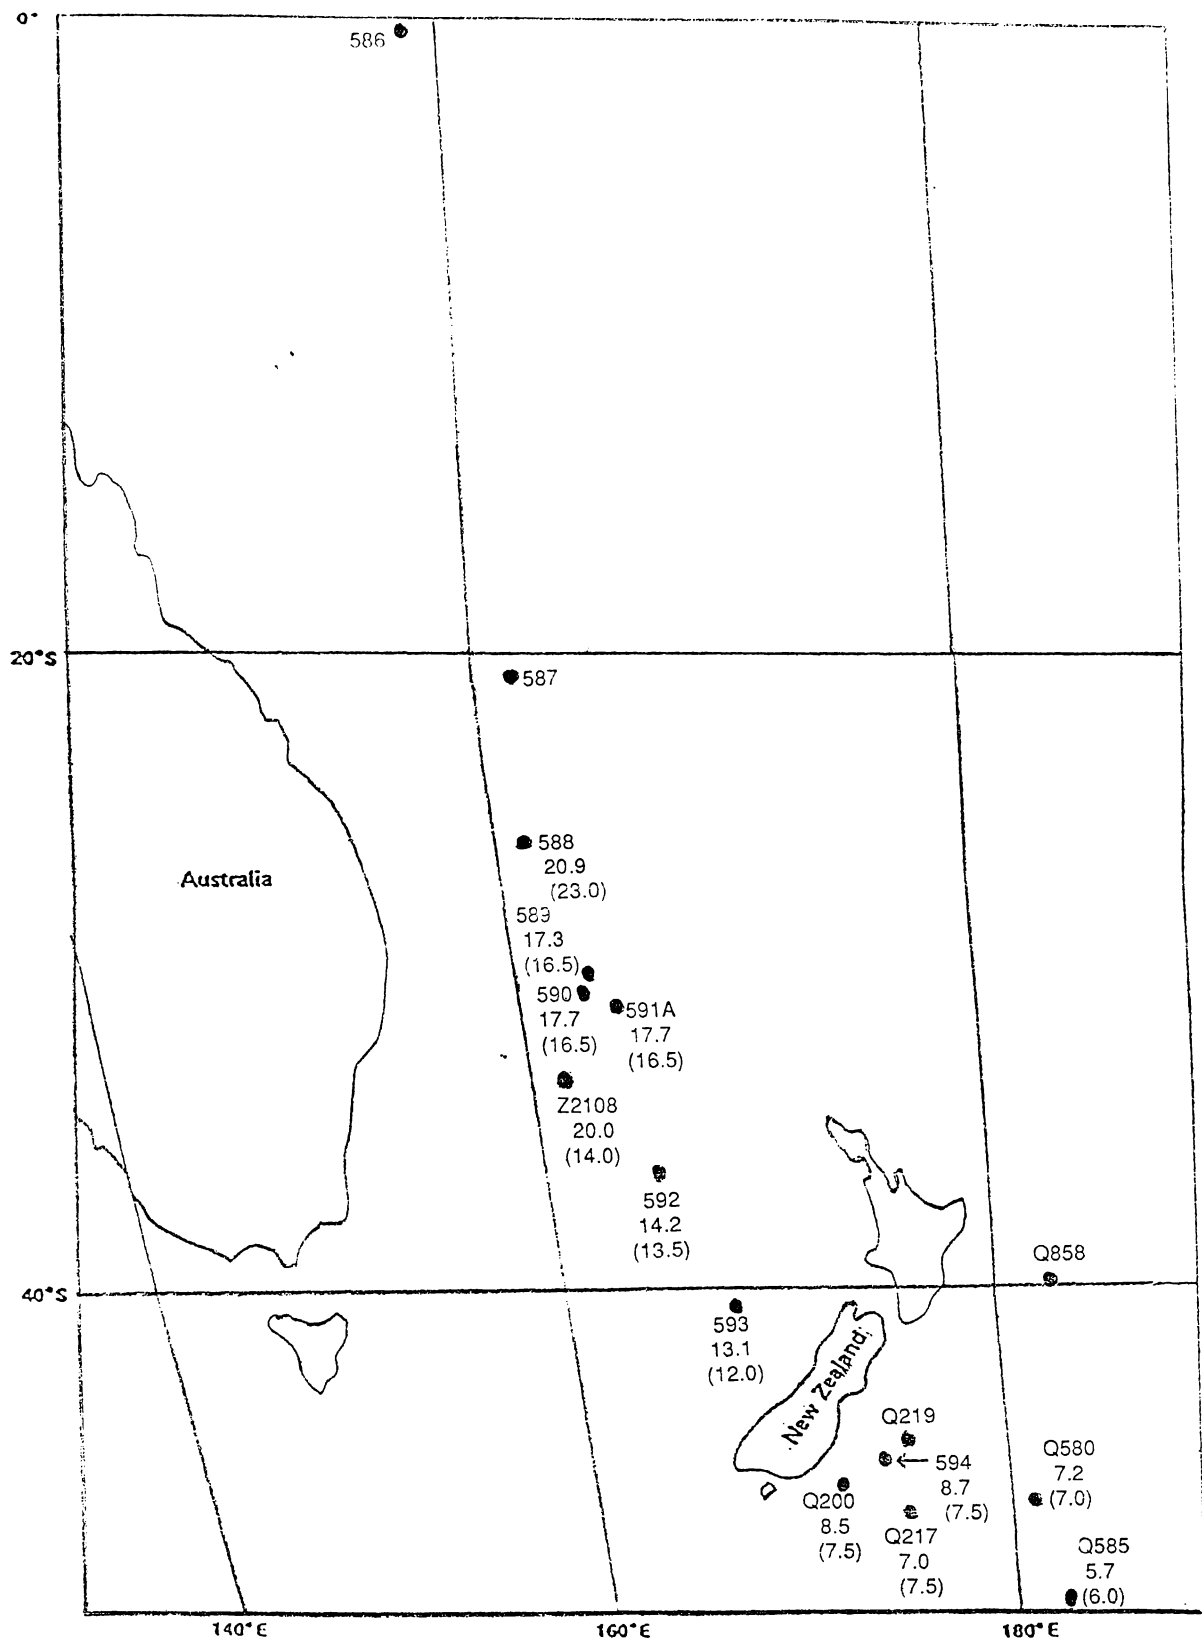 0°
586
20°S
587
588
20.9
(23.0)
Australia
589
17.3
(16.5)
590
17.7
(16.5)
591A
17.7
(16.5)
Z2108
20.0
(14.0)
592
14.2
(13.5)
Q858
40°S
593
13.1
(12.0)
New Zealand
Q219
594
8.7
(7.5)
Q580
7.2
(7.0)
Q200
8.5
(7.5)
Q217
7.0
(7.5)
Q585
5.7
(6.0)
140°E
160°E
180°E